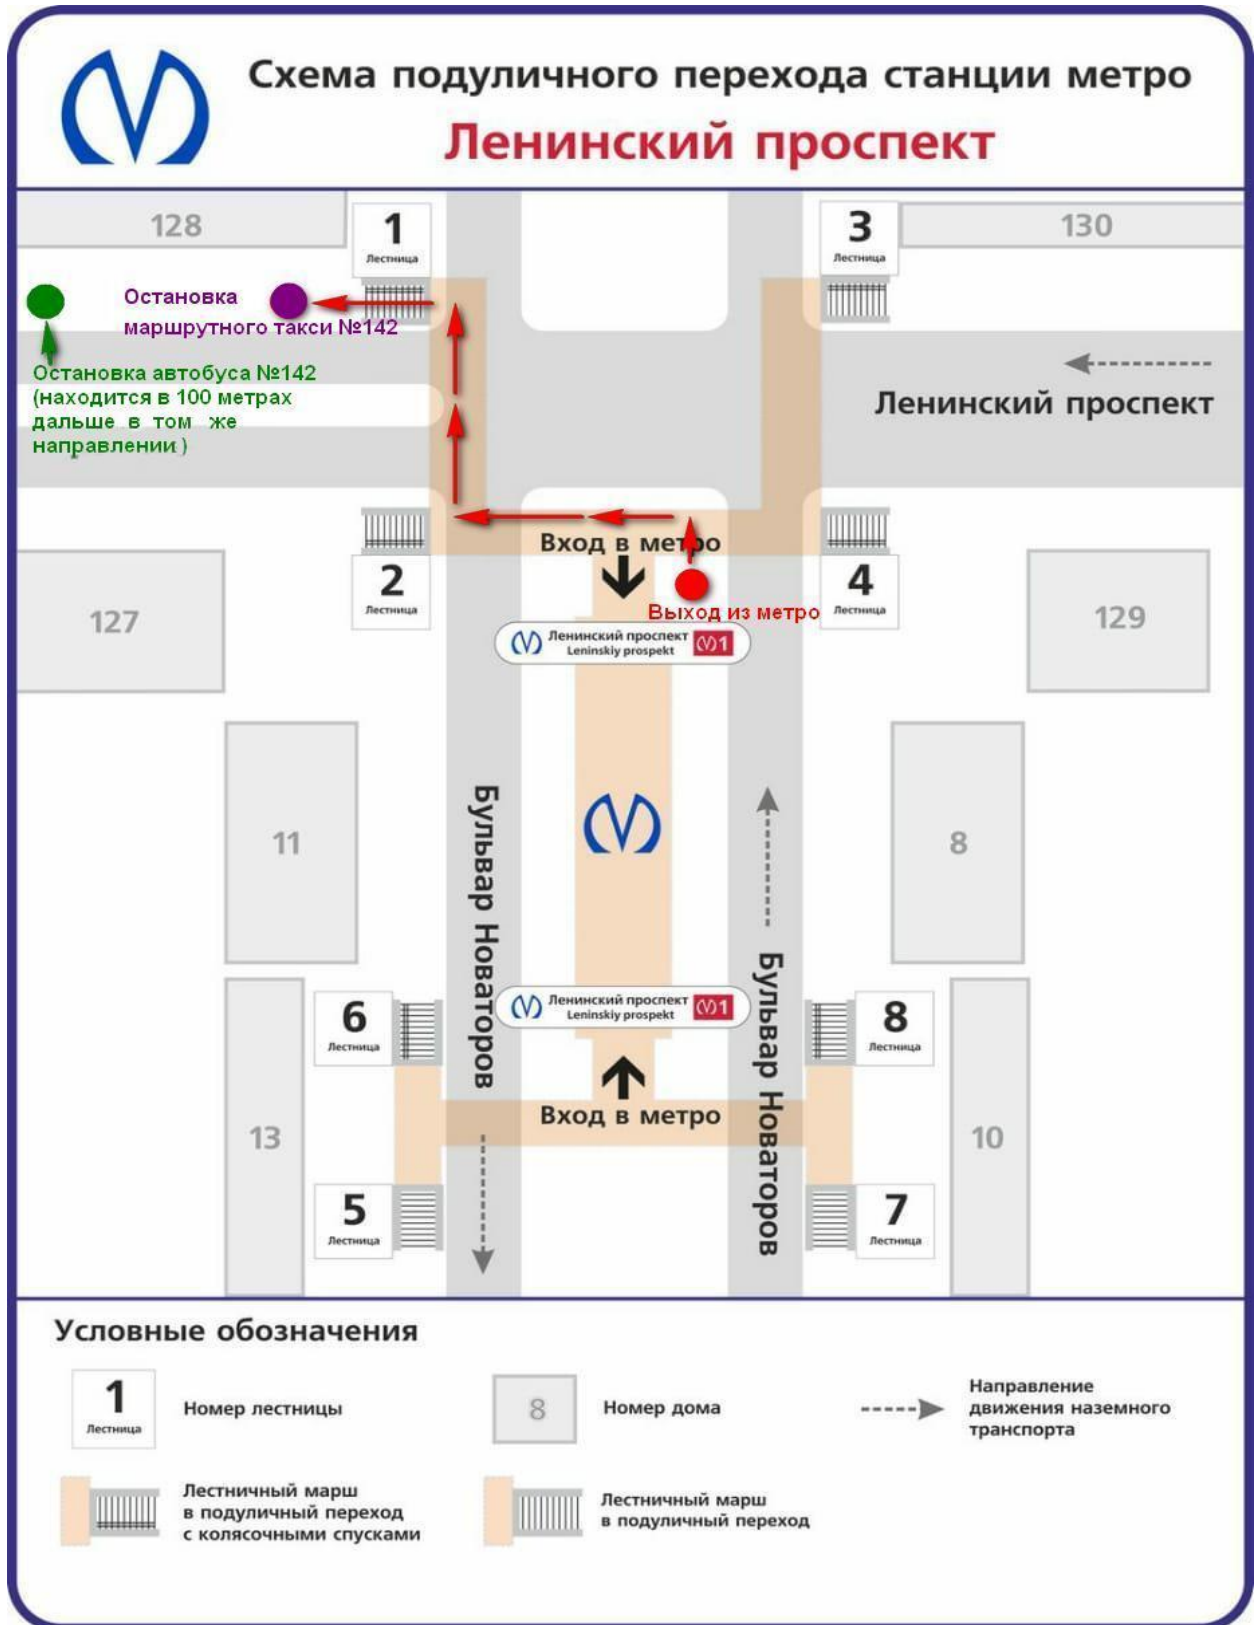 Схема подуличного перехода станции метро
Ленинский проспект
128
1
Лестница
3
Лестница
130
Остановка
маршрутного такси №142
Остановка автобуса №142
(находится в 100 метрах
дальше в том же
направлении)
Ленинский проспект
Вход в метро
2
Лестница
4
Лестница
127
129
Выход из метро
Ленинский проспект
Leninskiy prospekt
1
11
8
Бульвар Новаторов
Бульвар Новаторов
6
Лестница
Ленинский проспект
Leninskiy prospekt
1
8
Лестница
Вход в метро
13
10
5
Лестница
7
Лестница
Условные обозначения
1
Лестница
Номер лестницы
8
Номер дома
Направление
движения наземного
транспорта
Лестничный марш
в подуличный переход
с колясочными спусками
Лестничный марш
в подуличный переход